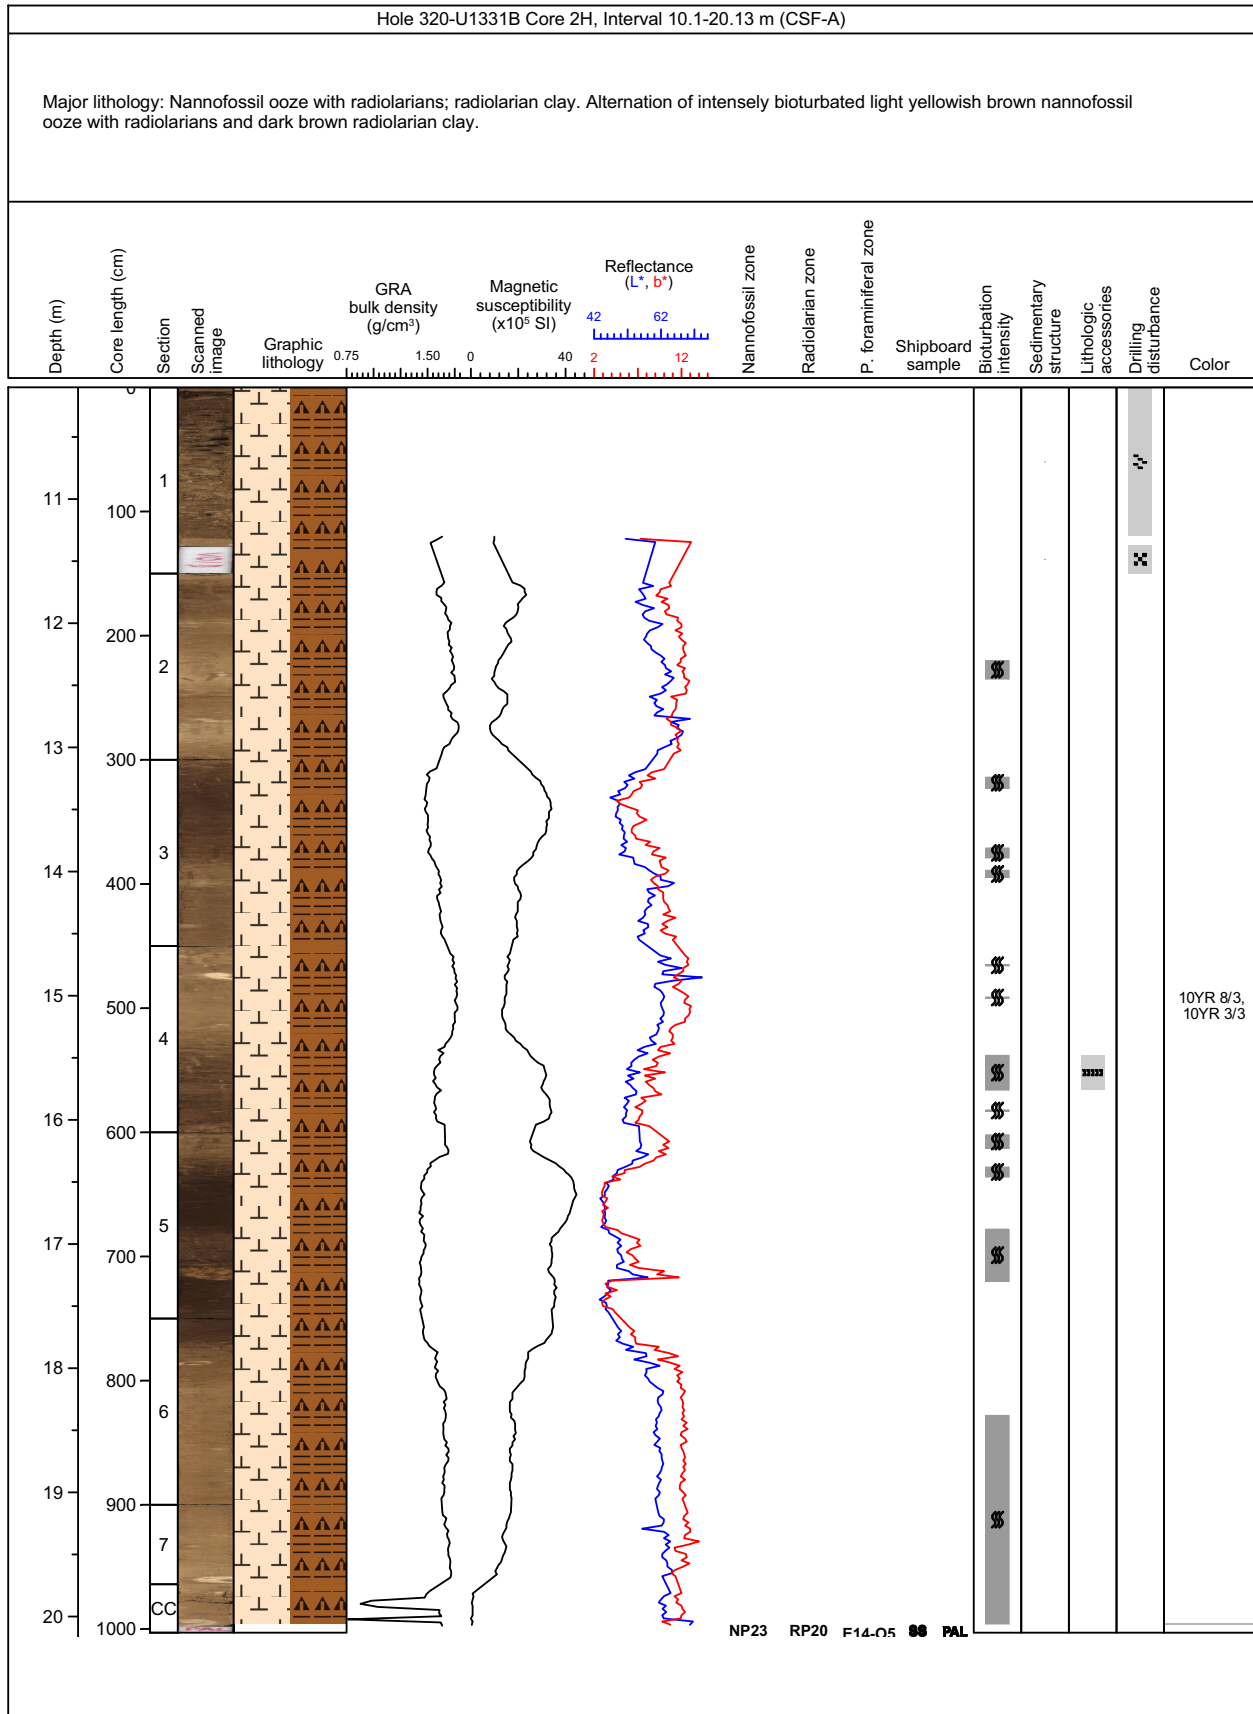 Hole 320-U1331B Core 2H, Interval 10.1-20.13 m (CSF-A)
Major lithology: Nannofossil ooze with radiolarians; radiolarian clay. Alternation of intensely bioturbated light yellowish brown nannofossil
ooze with radiolarians and dark brown radiolarian clay.
Depth (m)
Core length (cm)
Section
Scanned
image
Graphic
lithology
GRA
bulk density
(g/cm³)
0.75 1.50
Magnetic
susceptibility
(x10⁵ SI)
0 40
Reflectance
(L*, b*)
42 62
2 12
Nannofossil zone
Radiolarian zone
P. foraminiferal zone
Shipboard
sample
Bioturbation
intensity
Sedimentary
structure
Lithologic
accessories
Drilling
disturbance
Color
0
1
11
100
12
200
2
13
300
3
14
400
15
500
4
10YR 8/3,
10YR 3/3
16
600
5
17
700
18
800
6
19
900
7
CC
20
1000
NP23 RP20 E14-O5 SS PAL